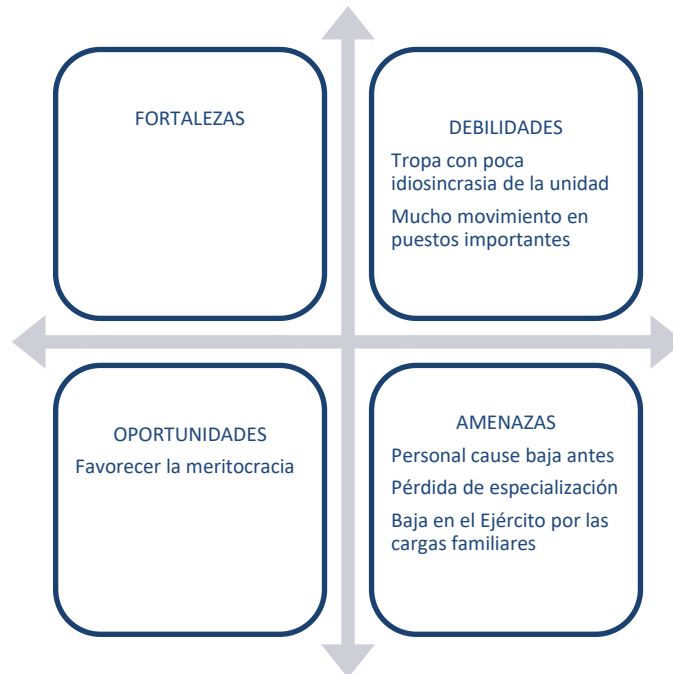 FORTALEZAS
DEBILIDADES
Tropa con poca
idiosincrasia de la unidad
Mucho movimiento en
puestos importantes
OPORTUNIDADES
Favorecer la meritocracia
AMENAZAS
Personal cause baja antes
Pérdida de especialización
Baja en el Ejército por las
cargas familiares